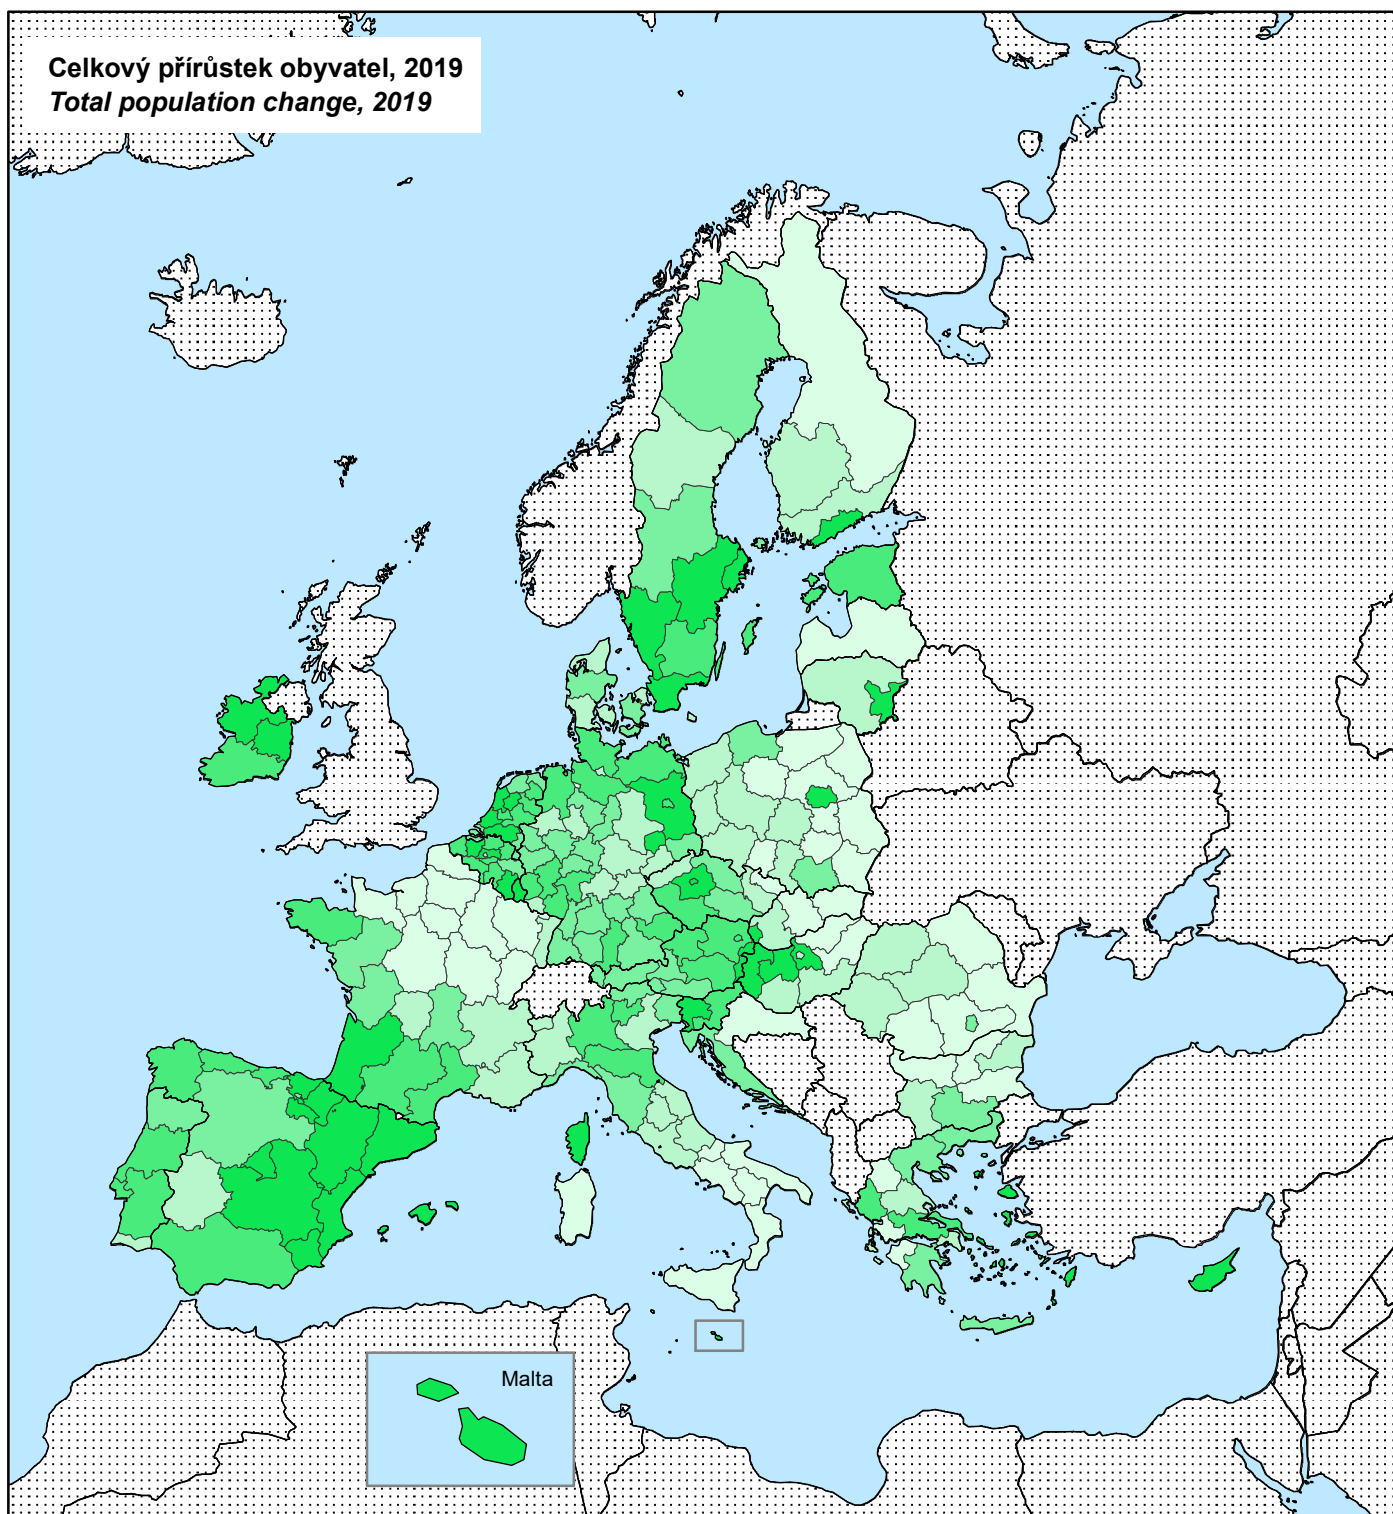 Celkový přírůstek obyvatel, 2019
Total population change, 2019
Malta